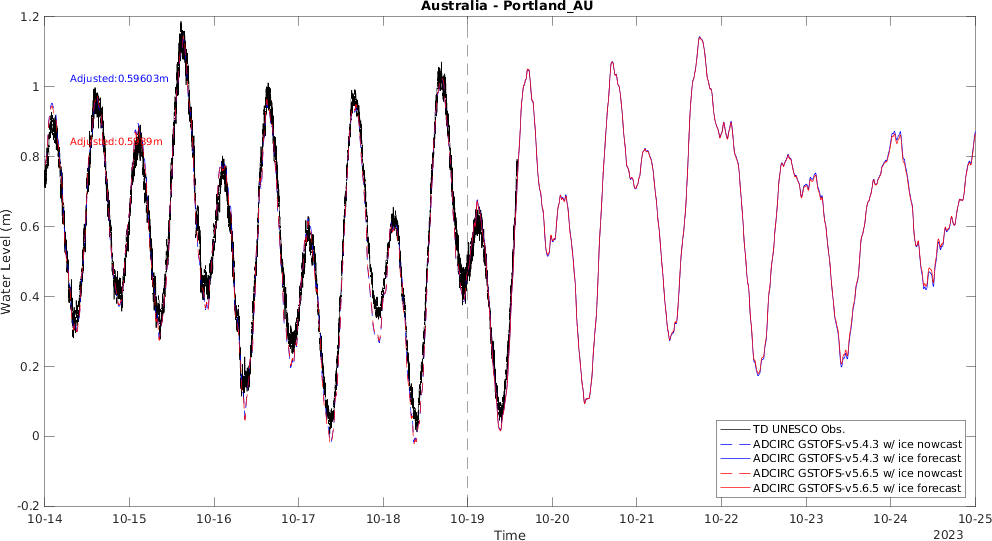 Australia - Portland_AU
1.2
1
0.8
0.6
0.4
0.2
0
-0.2
Water Level (m)
Adjusted:0.59603m
TD UNESCO Obs.
ADCIRC GSTOFS-v5.4.3 w/ ice nowcast
ADCIRC GSTOFS-v5.4.3 w/ ice forecast
ADCIRC GSTOFS-v5.6.5 w/ ice nowcast
ADCIRC GSTOFS-v5.6.5 w/ ice forecast
10-14 10-15 10-16 10-17 10-18 10-19 10-20 10-21 10-22 10-23 10-24 10-25
Time
2023